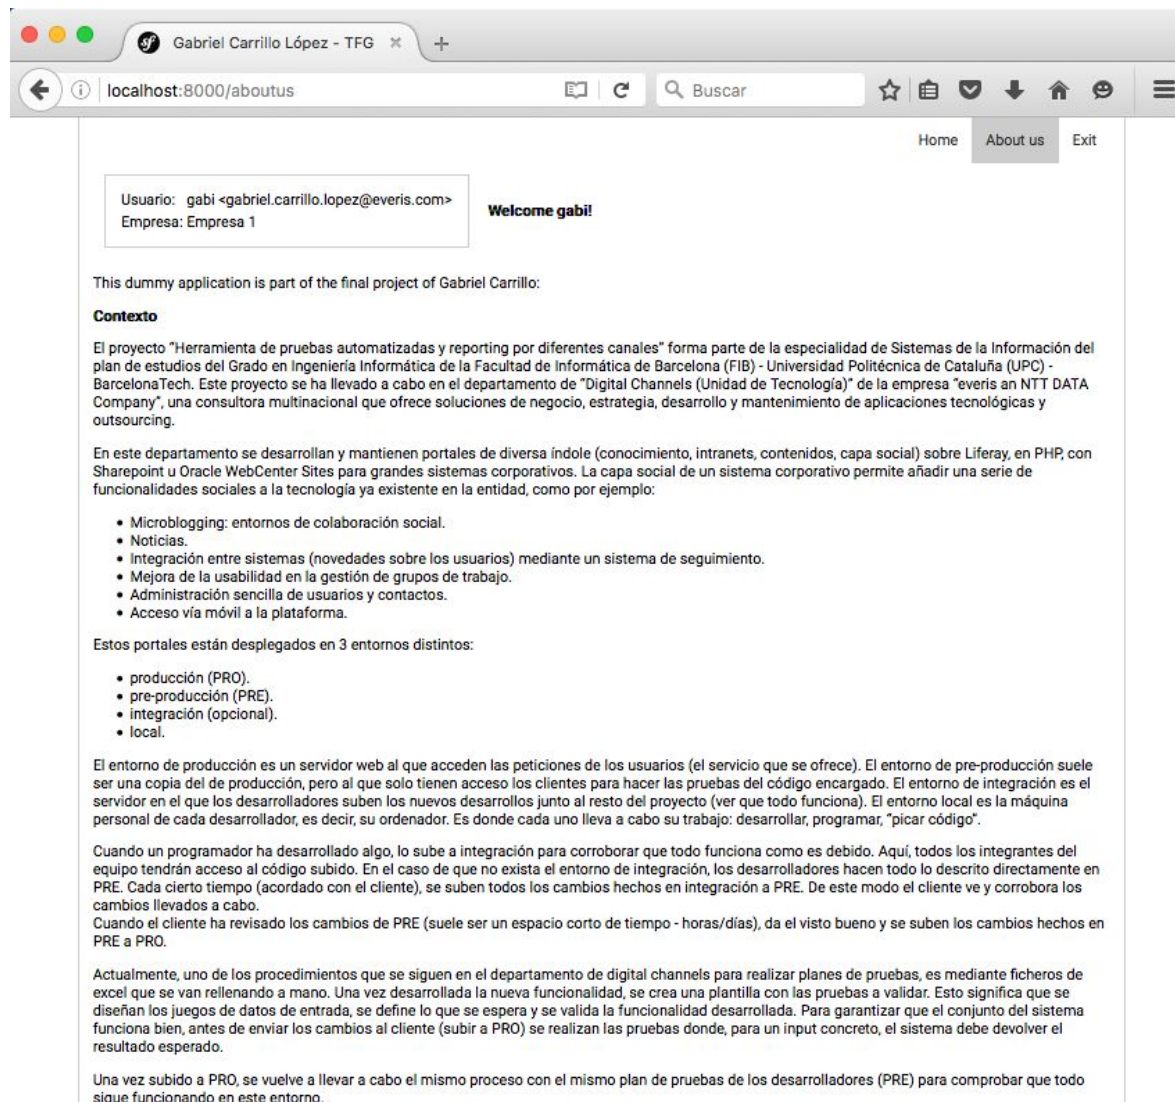 Gabriel Carrillo López - TFG
localhost:8000/aboutus
Buscar
Home About us Exit
Usuario: gabi <gabriel.carrillo.lopez@everis.com>
Empresa: Empresa 1
Welcome gabi!
This dummy application is part of the final project of Gabriel Carrillo:
Contexto
El proyecto “Herramienta de pruebas automatizadas y reporting por diferentes canales” forma parte de la especialidad de Sistemas de la Información del
plan de estudios del Grado en Ingeniería Informática de la Facultad de Informática de Barcelona (FIB) - Universidad Politécnica de Cataluña (UPC) -
BarcelonaTech. Este proyecto se ha llevado a cabo en el departamento de “Digital Channels (Unidad de Tecnología)” de la empresa “everis an NTT DATA
Company”, una consultora multinacional que ofrece soluciones de negocio, estrategia, desarrollo y mantenimiento de aplicaciones tecnológicas y
outsourcing.
En este departamento se desarrollan y mantienen portales de diversa índole (conocimiento, intranets, contenidos, capa social) sobre Liferay, en PHP, con
Sharepoint u Oracle WebCenter Sites para grandes sistemas corporativos. La capa social de un sistema corporativo permite añadir una serie de
funcionalidades sociales a la tecnología ya existente en la entidad, como por ejemplo:
• Microblogging: entornos de colaboración social.
• Noticias.
• Integración entre sistemas (novedades sobre los usuarios) mediante un sistema de seguimiento.
• Mejora de la usabilidad en la gestión de grupos de trabajo.
• Administración sencilla de usuarios y contactos.
• Acceso vía móvil a la plataforma.
Estos portales están desplegados en 3 entornos distintos:
• producción (PRO).
• pre-producción (PRE).
• integración (opcional).
• local.
El entorno de producción es un servidor web al que acceden las peticiones de los usuarios (el servicio que se ofrece). El entorno de pre-producción suele
ser una copia del de producción, pero al que solo tienen acceso los clientes para hacer las pruebas del código encargado. El entorno de integración es el
servidor en el que los desarrolladores suben los nuevos desarrollos junto al resto del proyecto (ver que todo funciona). El entorno local es la máquina
personal de cada desarrollador, es decir, su ordenador. Es donde cada uno lleva a cabo su trabajo: desarrollar, programar, “picar código”.
Cuando un programador ha desarrollado algo, lo sube a integración para corroborar que todo funciona como es debido. Aquí, todos los integrantes del
equipo tendrán acceso al código subido. En el caso de que no exista el entorno de integración, los desarrolladores hacen todo lo descrito directamente en
PRE. Cada cierto tiempo (acordado con el cliente), se suben todos los cambios hechos en integración a PRE. De este modo el cliente ve y corrobora los
cambios llevados a cabo.
Cuando el cliente ha revisado los cambios de PRE (suele ser un espacio corto de tiempo - horas/días), da el visto bueno y se suben los cambios hechos en
PRE a PRO.
Actualmente, uno de los procedimientos que se siguen en el departamento de digital channels para realizar planes de pruebas, es mediante ficheros de
excel que se van rellenando a mano. Una vez desarrollada la nueva funcionalidad, se crea una plantilla con las pruebas a validar. Esto significa que se
diseñan los juegos de datos de entrada, se define lo que se espera y se valida la funcionalidad desarrollada. Para garantizar que el conjunto del sistema
funciona bien, antes de enviar los cambios al cliente (subir a PRO) se realizan las pruebas donde, para un input concreto, el sistema debe devolver el
resultado esperado.
Una vez subido a PRO, se vuelve a llevar a cabo el mismo proceso con el mismo plan de pruebas de los desarrolladores (PRE) para comprobar que todo
sigue funcionando en este entorno.